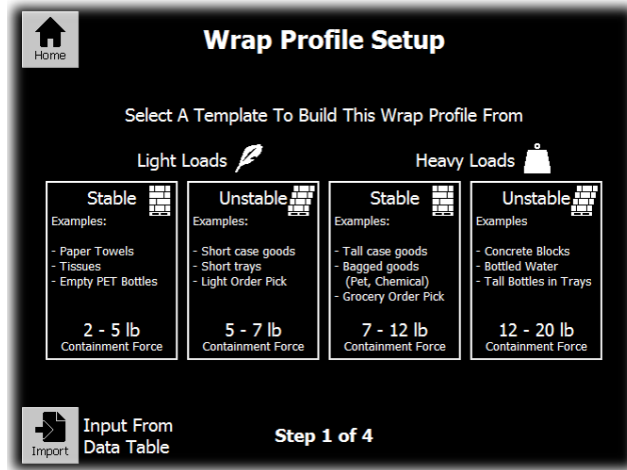 Home
Wrap Profile Setup
Select A Template To Build This Wrap Profile From
Light Loads
Heavy Loads
Stable
Examples:
- Paper Towels
- Tissues
- Empty PET Bottles
2 - 5 lb
Containment Force
Unstable
Examples:
- Short case goods
- Short trays
- Light Order Pick
5 - 7 lb
Containment Force
Stable
Examples:
- Tall case goods
- Bagged goods
(Pet, Chemical)
- Grocery Order Pick
7 - 12 lb
Containment Force
Unstable
Examples
- Concrete Blocks
- Bottled Water
- Tall Bottles in Trays
12 - 20 lb
Containment Force
Import
Input From
Data Table
Step 1 of 4